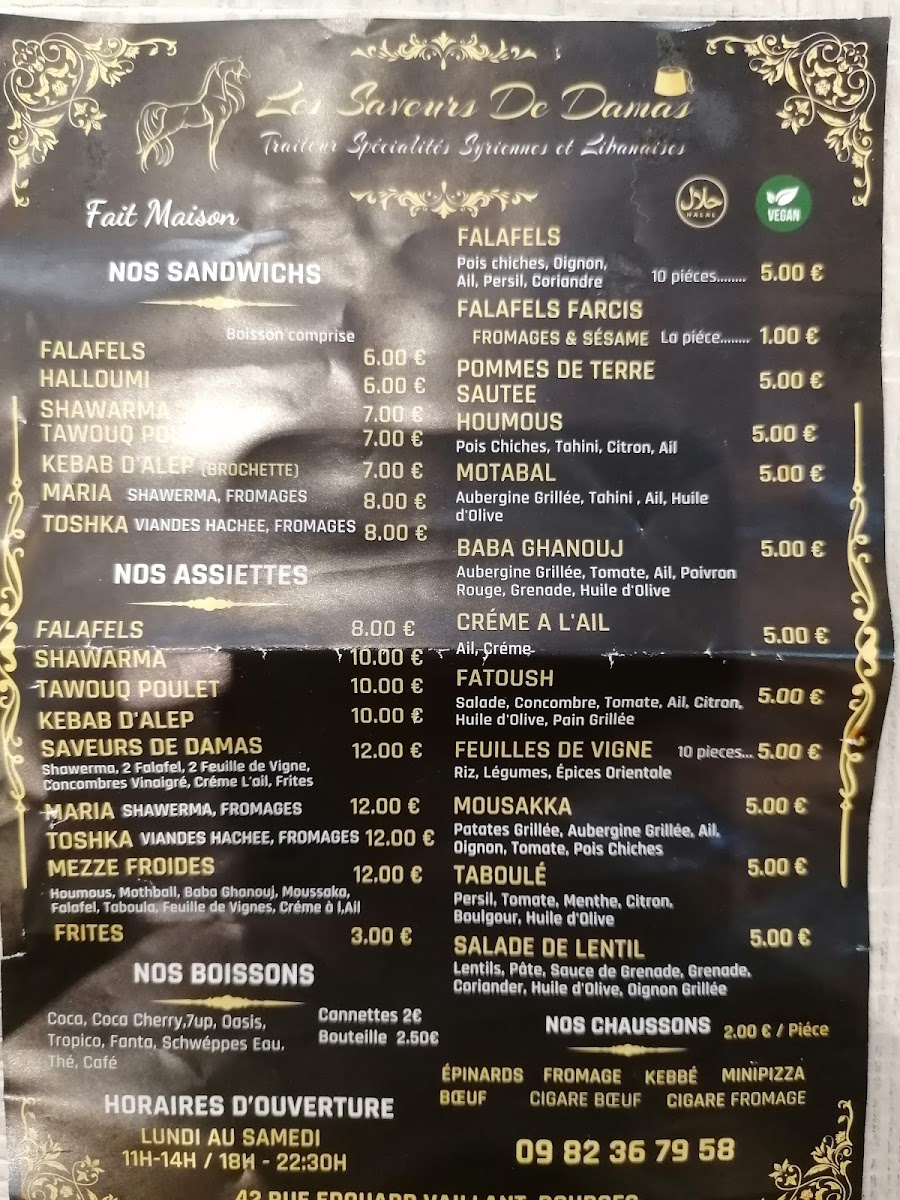 Les Saveurs De Damas
Traiteur Spécialités Syriennes et Libanaises
Fait Maison
حلال
HALAL
VEGAN
NOS SANDWICHS
Boisson comprise
FALAFELS 6.00 €
HALLOUMI 6.00 €
SHAWARMA 7.00 €
TAWOUQ 7.00 €
KEBAB D'ALEP (BROCHETTE) 7.00 €
MARIA SHAWERMA, FROMAGES 8.00 €
TOSHKA VIANDES HACHEE, FROMAGES 8.00 €
NOS ASSIETTES
FALAFELS 8.00 €
SHAWARMA 10.00 €
TAWOUQ POULET 10.00 €
KEBAB D'ALEP 10.00 €
SAVEURS DE DAMAS 12.00 €
Shawerma, 2 Falafel, 2 Feuille de Vigne,
Concombres Vinaigré, Créme L'ail, Frites
MARIA SHAWERMA, FROMAGES 12.00 €
TOSHKA VIANDES HACHEE, FROMAGES 12.00 €
MEZZE FROIDES 12.00 €
Houmous, Mothball, Baba Ghanouj, Moussaka,
Falafel, Taboula, Feuille de Vignes, Créme à l,Ail
FRITES 3.00 €
NOS BOISSONS
Coca, Coca Cherry,7up, Oasis,
Tropico, Fanta, Schwéppes Eau,
Thé, Café
Cannettes 2€
Bouteille 2.50€
HORAIRES D'OUVERTURE
LUNDI AU SAMEDI
11H-14H / 18H - 22:30H
FALAFELS
Pois chiches, Oignon,
Ail, Persil, Coriandre 10 piéces........ 5.00 €
FALAFELS FARCIS
FROMAGES & SÉSAME La piéce....... 1.00 €
POMMES DE TERRE
SAUTEE 5.00 €
HOUMOUS 5.00 €
Pois Chiches, Tahini, Citron, Ail
MOTABAL 5.00 €
Aubergine Grillée, Tahini , Ail, Huile
d'Olive
BABA GHANOUJ 5.00 €
Aubergine Grillée, Tomate, Ail, Poivron
Rouge, Grenade, Huile d'Olive
CRÉME A L'AIL 5.00 €
Ail, Créme
FATOUSH 5.00 €
Salade, Concombre, Tomate, Ail, Citron,
Huile d'Olive, Pain Grillée
FEUILLES DE VIGNE 10 pieces... 5.00 €
Riz, Légumes, Épices Orientale
MOUSAKKA 5.00 €
Patates Grillée, Aubergine Grillée, Ail,
Oignon, Tomate, Pois Chiches
TABOULÉ 5.00 €
Persil, Tomate, Menthe, Citron,
Boulgour, Huile d'Olive
SALADE DE LENTIL 5.00 €
Lentils, Pâte, Sauce de Grenade, Grenade,
Coriander, Huile d'Olive, Oignon Grillée
NOS CHAUSSONS 2.00 € / Piéce
ÉPINARDS FROMAGE KEBBÉ MINIPIZZA
BŒUF CIGARE BŒUF CIGARE FROMAGE
09 82 36 79 58
42 RUE EDOUARD VAILLANT, BOURGES